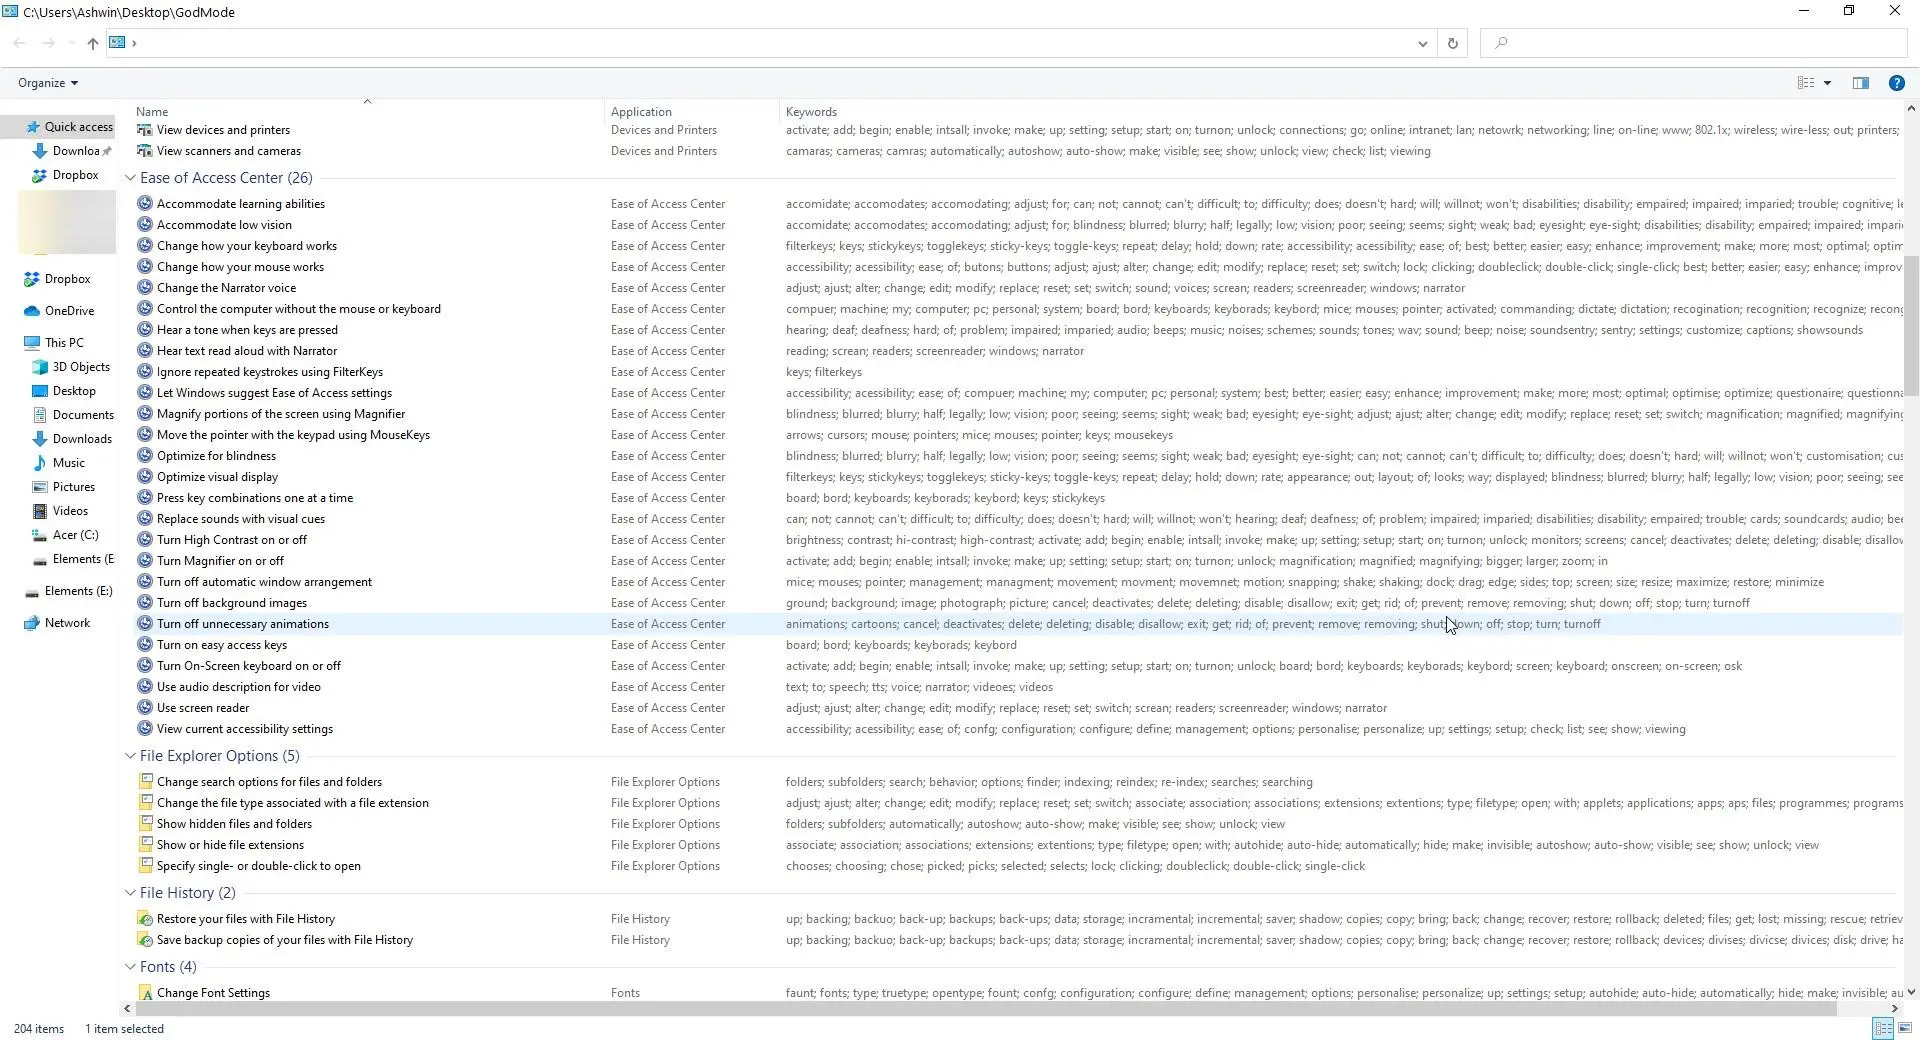 C:\Users\Ashwin\Desktop\GodMode
Organize
Name Application Keywords
Quick access
Downloa
Dropbox
Dropbox
OneDrive
This PC
3D Objects
Desktop
Documents
Downloads
Music
Pictures
Videos
Acer (C:)
Elements (E
Elements (E:)
Network
View devices and printers Devices and Printers activate; add; begin; enable; intsall; invoke; make; up; setting; setup; start; on; turnon; unlock; connections; go; online; intranet; lan; netowrk; networking; line; on-line; www; 802.1x; wireless; wire-less; out; printers;
View scanners and cameras Devices and Printers camaras; cameras; camras; automatically; autoshow; auto-show; make; visible; see; show; unlock; view; check; list; viewing
Ease of Access Center (26)
Accommodate learning abilities Ease of Access Center accomidate; accomodates; accomodating; adjust; for; can; not; cannot; can't; difficult; to; difficulty; does; doesn't; hard; will; willnot; won't; disabilities; disability; empaired; impaired; imparied; trouble; cognitive; le
Accommodate low vision Ease of Access Center accomidate; accomodates; accomodating; adjust; for; blindness; blurred; blurry; half; legally; low; vision; poor; seeing; seems; sight; weak; bad; eyesight; eye-sight; disabilities; disability; empaired; impaired; imparie
Change how your keyboard works Ease of Access Center filterkeys; keys; stickykeys; togglekeys; sticky-keys; toggle-keys; repeat; delay; hold; down; rate; accessibility; acessibility; ease; of; best; better; easier; easy; enhance; improvement; make; more; most; optimal; optim
Change how your mouse works Ease of Access Center accessibility; acessibility; ease; of; butons; buttons; adjust; ajust; alter; change; edit; modify; replace; reset; set; switch; lock; clicking; doubleclick; double-click; single-click; best; better; easier; easy; enhance; improv
Change the Narrator voice Ease of Access Center adjust; ajust; alter; change; edit; modify; replace; reset; set; switch; sound; voices; screan; readers; screenreader; windows; narrator
Control the computer without the mouse or keyboard Ease of Access Center compuer; machine; my; computer; pc; personal; system; board; bord; keyboards; keyborads; keybord; mice; mouses; pointer; activated; commanding; dictate; dictation; recogination; recognition; recognize; recong
Hear a tone when keys are pressed Ease of Access Center hearing; deaf; deafness; hard; of; problem; impaired; imparied; audio; beeps; music; noises; schemes; sounds; tones; wav; sound; beep; noise; soundsentry; sentry; settings; customize; captions; showsounds
Hear text read aloud with Narrator Ease of Access Center reading; screan; readers; screenreader; windows; narrator
Ignore repeated keystrokes using FilterKeys Ease of Access Center keys; filterkeys
Let Windows suggest Ease of Access settings Ease of Access Center accessibility; acessibility; ease; of; compuer; machine; my; computer; pc; personal; system; best; better; easier; easy; enhance; improvement; make; more; most; optimal; optimise; optimize; questionaire; questionna
Magnify portions of the screen using Magnifier Ease of Access Center blindness; blurred; blurry; half; legally; low; vision; poor; seeing; seems; sight; weak; bad; eyesight; eye-sight; adjust; ajust; alter; change; edit; modify; replace; reset; set; switch; magnification; magnified; magnifying
Move the pointer with the keypad using MouseKeys Ease of Access Center arrows; cursors; mouse; pointers; mice; mouses; pointer; keys; mousekeys
Optimize for blindness Ease of Access Center blindness; blurred; blurry; half; legally; low; vision; poor; seeing; seems; sight; weak; bad; eyesight; eye-sight; can; not; cannot; can't; difficult; to; difficulty; does; doesn't; hard; will; willnot; won't; customisation; cus
Optimize visual display Ease of Access Center filterkeys; keys; stickykeys; togglekeys; sticky-keys; toggle-keys; repeat; delay; hold; down; rate; appearance; out; layout; of; looks; way; displayed; blindness; blurred; blurry; half; legally; low; vision; poor; seeing; see
Press key combinations one at a time Ease of Access Center board; bord; keyboards; keyborads; keybord; keys; stickykeys
Replace sounds with visual cues Ease of Access Center can; not; cannot; can't; difficult; to; difficulty; does; doesn't; hard; will; willnot; won't; hearing; deaf; deafness; of; problem; impaired; imparied; disabilities; disability; empaired; trouble; cards; soundcards; audio; bee
Turn High Contrast on or off Ease of Access Center brightness; contrast; hi-contrast; high-contrast; activate; add; begin; enable; intsall; invoke; make; up; setting; setup; start; on; turnon; unlock; monitors; screens; cancel; deactivates; delete; deleting; disable; disallow
Turn Magnifier on or off Ease of Access Center activate; add; begin; enable; intsall; invoke; make; up; setting; setup; start; on; turnon; unlock; magnification; magnified; magnifying; bigger; larger; zoom; in
Turn off automatic window arrangement Ease of Access Center mice; mouses; pointer; management; managment; movement; movment; movemnet; motion; snapping; shake; shaking; dock; drag; edge; sides; top; screen; size; resize; maximize; restore; minimize
Turn off background images Ease of Access Center ground; background; image; photograph; picture; cancel; deactivates; delete; deleting; disable; disallow; exit; get; rid; of; prevent; remove; removing; shut; down; off; stop; turn; turnoff
Turn off unnecessary animations Ease of Access Center animations; cartoons; cancel; deactivates; delete; deleting; disable; disallow; exit; get; rid; of; prevent; remove; removing; shut; down; off; stop; turn; turnoff
Turn on easy access keys Ease of Access Center board; bord; keyboards; keyborads; keybord
Turn On-Screen keyboard on or off Ease of Access Center activate; add; begin; enable; intsall; invoke; make; up; setting; setup; start; on; turnon; unlock; board; bord; keyboards; keyborads; keybord; screen; keyboard; onscreen; on-screen; osk
Use audio description for video Ease of Access Center text; to; speech; tts; voice; narrator; videoes; videos
Use screen reader Ease of Access Center adjust; ajust; alter; change; edit; modify; replace; reset; set; switch; screan; readers; screenreader; windows; narrator
View current accessibility settings Ease of Access Center accessibility; acessibility; ease; of; confg; configuration; configure; define; management; options; personalise; personalize; up; settings; setup; check; list; see; show; viewing
File Explorer Options (5)
Change search options for files and folders File Explorer Options folders; subfolders; search; behavior; options; finder; indexing; reindex; re-index; searches; searching
Change the file type associated with a file extension File Explorer Options adjust; ajust; alter; change; edit; modify; replace; reset; set; switch; associate; association; associations; extensions; extentions; type; filetype; open; with; applets; applications; apps; aps; files; programmes; programs
Show hidden files and folders File Explorer Options folders; subfolders; automatically; autoshow; auto-show; make; visible; see; show; unlock; view
Show or hide file extensions File Explorer Options associate; association; associations; extensions; extentions; type; filetype; open; with; autohide; auto-hide; automatically; hide; make; invisible; autoshow; auto-show; visible; see; show; unlock; view
Specify single- or double-click to open File Explorer Options chooses; choosing; chose; picked; picks; selected; selects; lock; clicking; doubleclick; double-click; single-click
File History (2)
Restore your files with File History File History up; backing; backuo; back-up; backups; back-ups; data; storage; incramental; incremental; saver; shadow; copies; copy; bring; back; change; recover; restore; rollback; deleted; files; get; lost; missing; rescue; retriev
Save backup copies of your files with File History File History up; backing; backuo; back-up; backups; back-ups; data; storage; incramental; incremental; saver; shadow; copies; copy; bring; back; change; recover; restore; rollback; devices; divises; divicse; divices; disk; drive; ha
Fonts (4)
Change Font Settings Fonts faunt; fonts; type; truetype; opentype; fount; confg; configuration; configure; define; management; options; personalise; personalize; up; settings; setup; autohide; auto-hide; automatically; hide; make; invisible; au
204 items 1 item selected